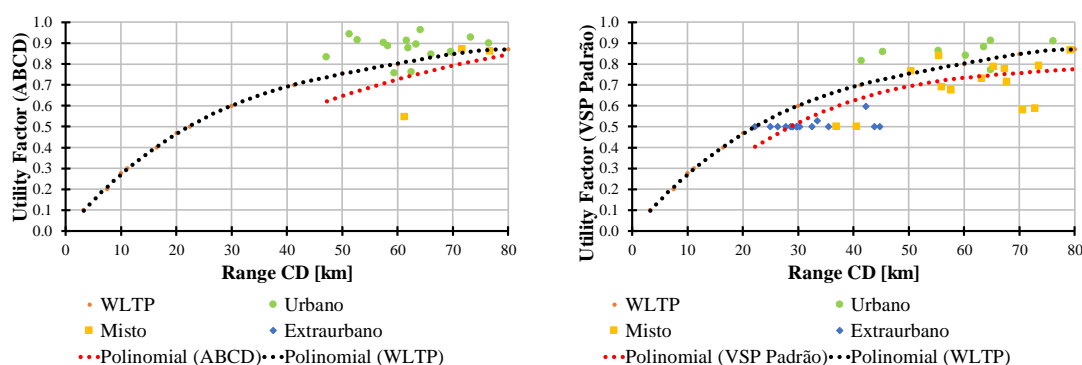 Utility Factor (ABCD)
1.0
0.9
0.8
0.7
0.6
0.5
0.4
0.3
0.2
0.1
0.0
0 10 20 30 40 50 60 70 80
Range CD [km]
WLTP Urbano
Misto Extraurbano
Polinomial (ABCD) Polinomial (WLTP)
Utility Factor (VSP Padrão)
1.0
0.9
0.8
0.7
0.6
0.5
0.4
0.3
0.2
0.1
0.0
0 10 20 30 40 50 60 70 80
Range CD [km]
WLTP Urbano
Misto Extraurbano
Polinomial (VSP Padrão) Polinomial (WLTP)